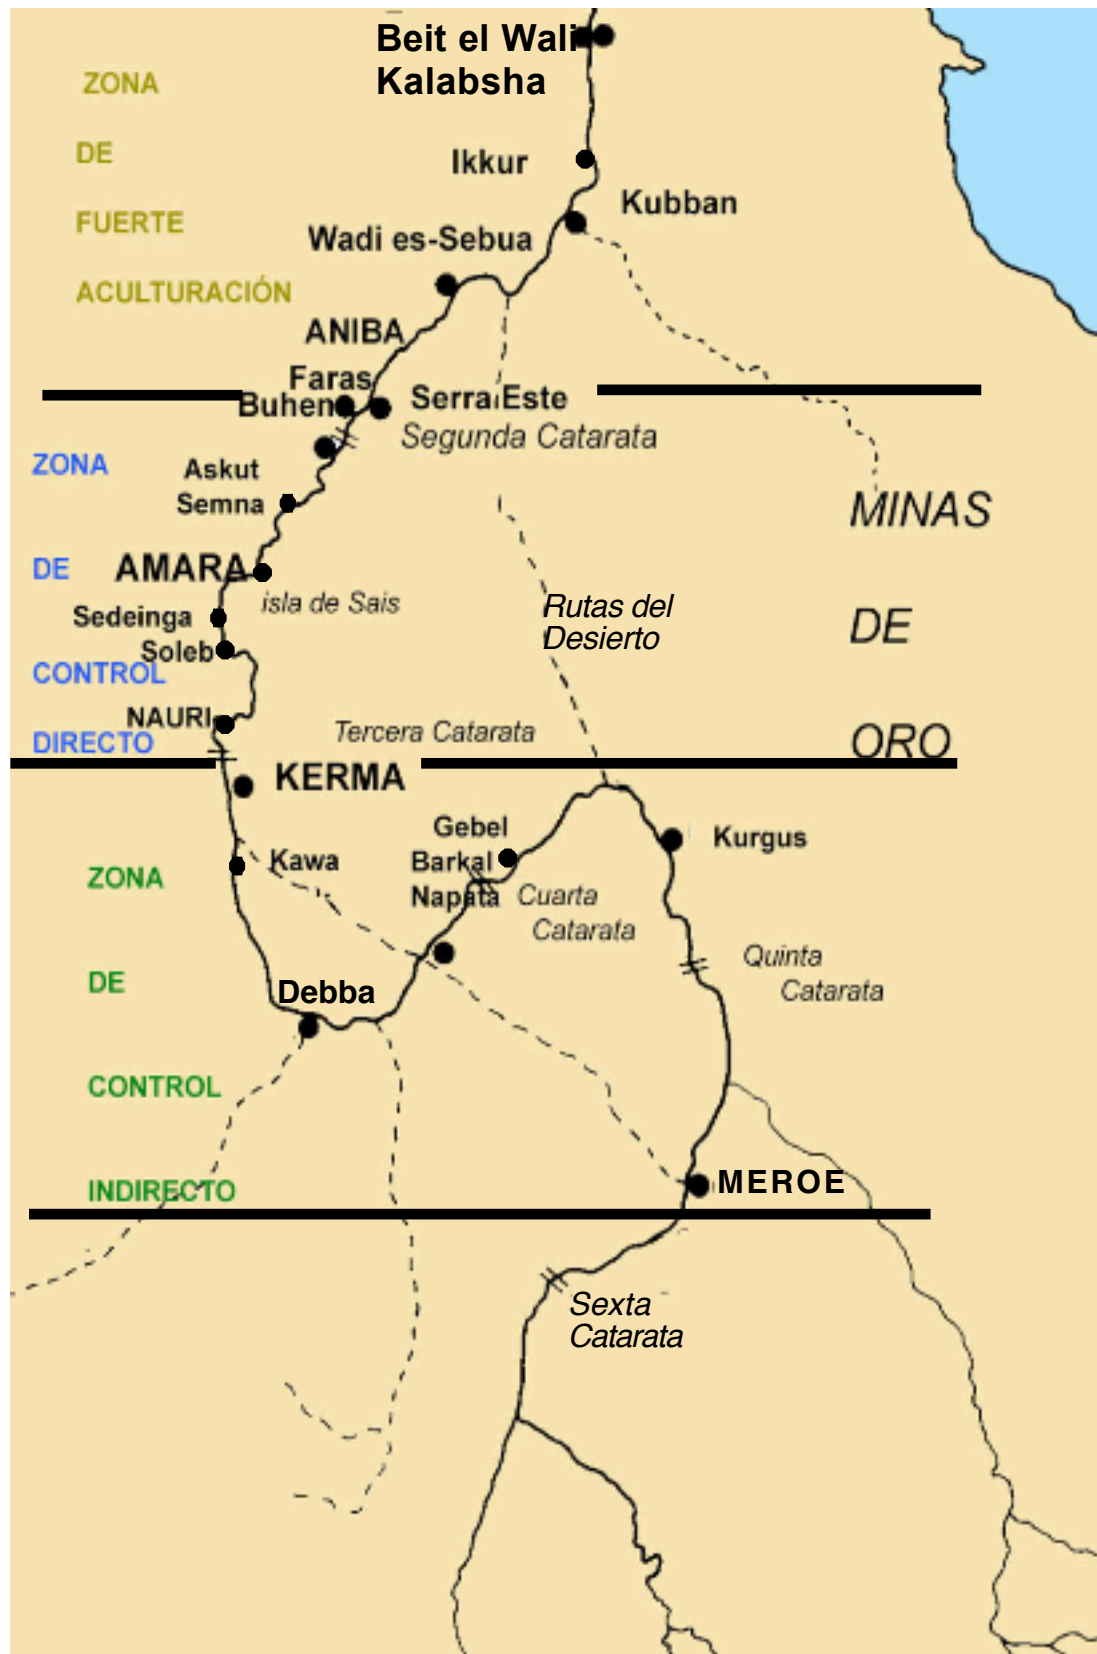 Beit el Wali
Kalabsha
ZONA
DE
FUERTE
ACULTURACIÓN
Ikkur
Kubban
Wadi es-Sebua
ANIBA
Faras
Buhen
Serra Este
Segunda Catarata
ZONA
DE
CONTROL
DIRECTO
Askut
Semna
AMARA
isla de Sais
Sedeinga
Soleb
NAURI
Tercera Catarata
Rutas del
Desierto
MINAS
DE
ORO
KERMA
Kawa
Gebel
Barkal
Napata
Cuarta
Catarata
Kurgus
Quinta
Catarata
ZONA
DE
CONTROL
INDIRECTO
Debba
MEROE
Sexta
Catarata